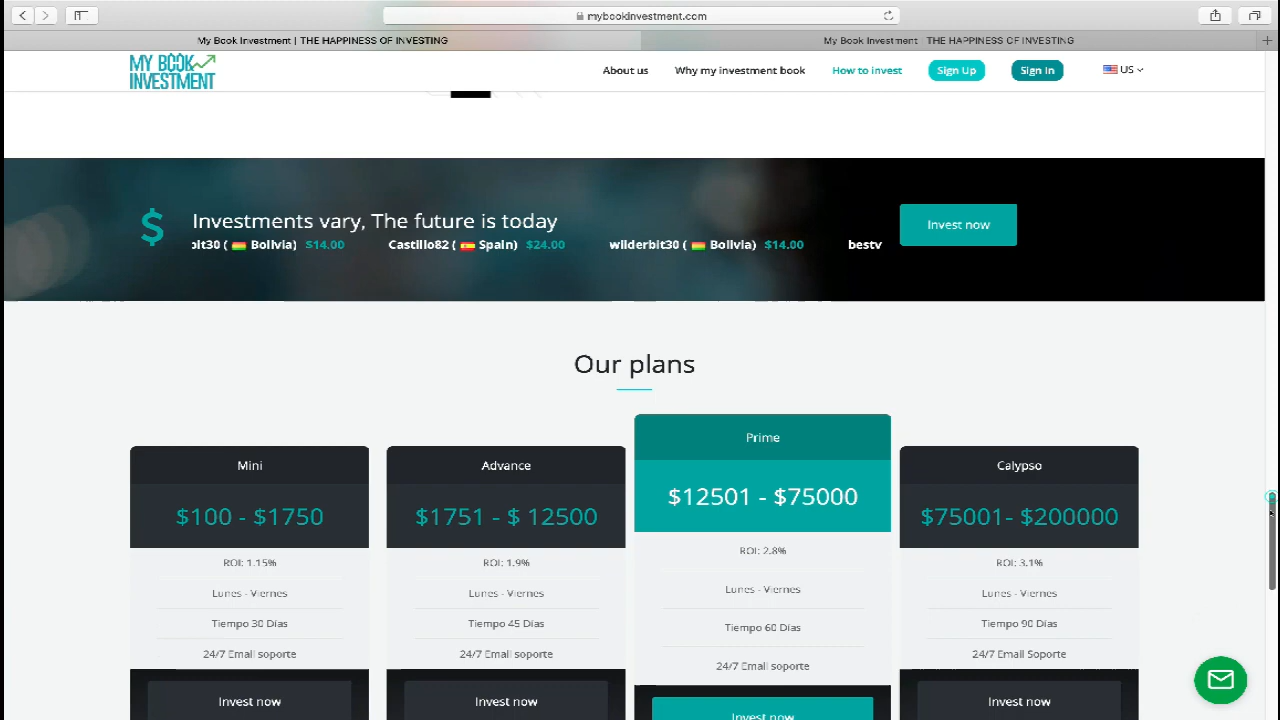 mybookinvestment.com
My Book Investment | THE HAPPINESS OF INVESTING
My Book Investment - THE HAPPINESS OF INVESTING
MY BOOK
INVESTMENT
About us
Why my investment book
How to invest
Sign Up
Sign In
US
$
Investments vary, The future is today
bit30 ( Bolivia) $14.00 Castillo82 ( Spain) $24.00 wilderbit30 ( Bolivia) $14.00 bestv
Invest now
Our plans
Mini
$100 - $1750
ROI: 1.15%
Lunes - Viernes
Tiempo 30 Días
24/7 Email soporte
Invest now
Advance
$1751 - $ 12500
ROI: 1.9%
Lunes - Viernes
Tiempo 45 Días
24/7 Email soporte
Invest now
Prime
$12501 - $75000
ROI: 2.8%
Lunes - Viernes
Tiempo 60 Días
24/7 Email soporte
Invest now
Calypso
$75001- $200000
ROI: 3.1%
Lunes - Viernes
Tiempo 90 Días
24/7 Email Soporte
Invest now